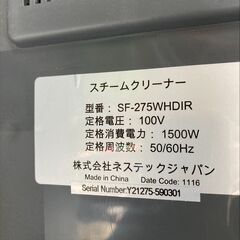 スチームクリーナー
型番： SF-275WHDIR
定格電圧： 100V
定格消費電力： 1500W
定格周波数： 50/60Hz
株式会社ネステックジャパン
Made in China　Date Code: 1116
Serial Number:Y21275-590301